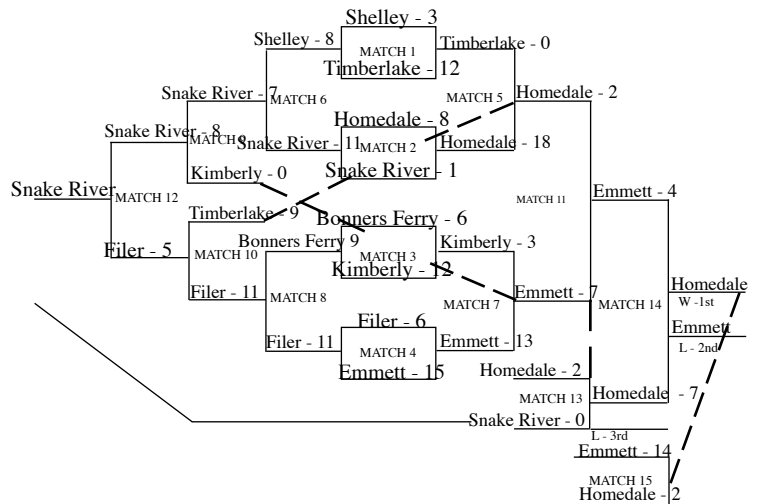 Shelley - 3
Shelley - 8
MATCH 1
Timberlake - 0
Timberlake - 12
Snake River - 7
MATCH 6
MATCH 5
Homedale - 2
Homedale - 8
Snake River - 8
MATCH 9
Snake River - 11
MATCH 2
Homedale - 18
Kimberly - 0
Snake River - 1
Snake River
MATCH 12
MATCH 11
Emmett - 4
Timberlake - 9
Bonners Ferry - 6
Filer - 5
MATCH 10
Bonners Ferry 9
MATCH 3
Kimberly - 3
Kimberly - 12
Filer - 11
MATCH 8
MATCH 7
Emmett - 7
MATCH 14
Homedale
W -1st
Filer - 6
Emmett
Filer - 11
MATCH 4
Emmett - 13
L - 2nd
Emmett - 15
Homedale - 2
MATCH 13
Homedale - 7
Snake River - 0
L - 3rd
Emmett - 14
MATCH 15
Homedale - 2